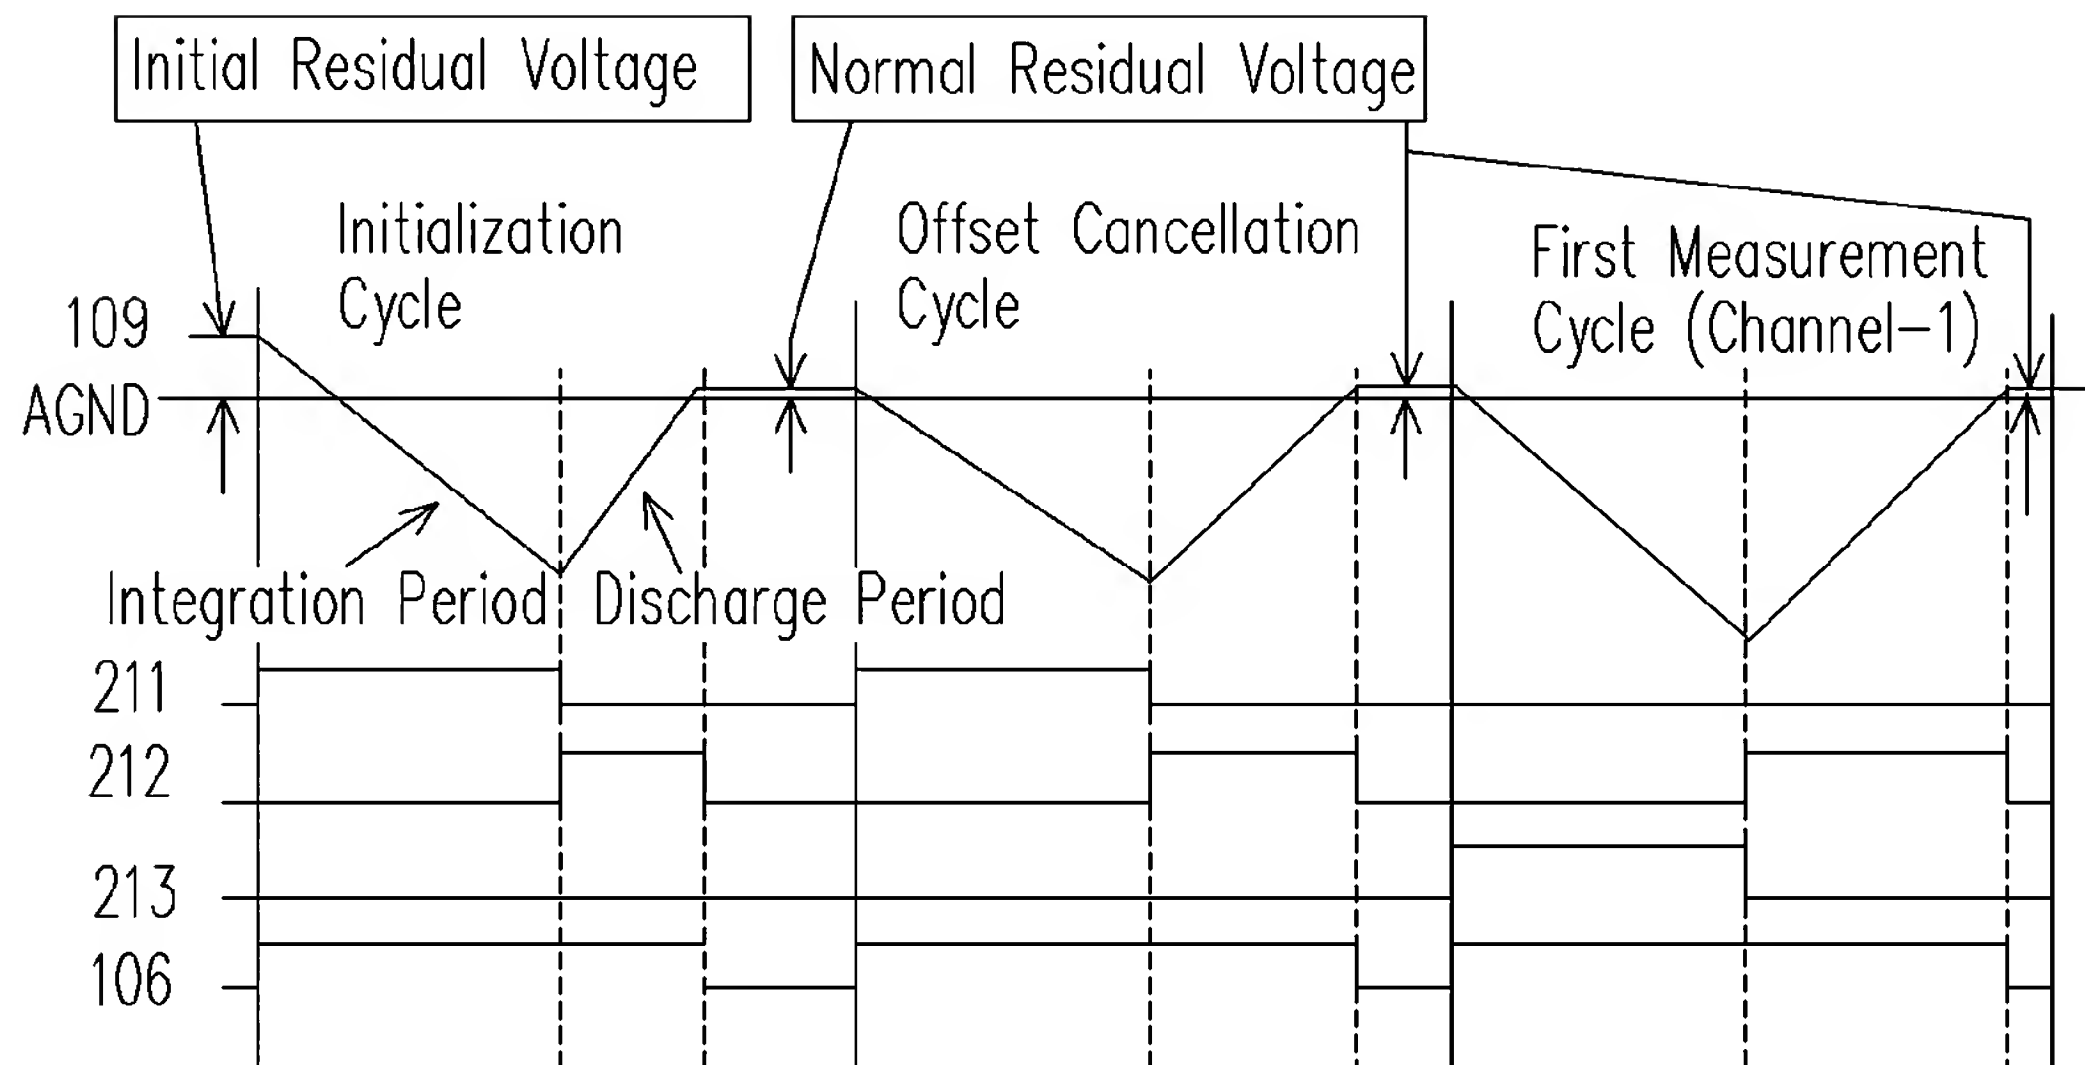 Initial Residual Voltage
Normal Residual Voltage
Initialization
Cycle
Offset Cancellation
Cycle
First Measurement
Cycle (Channel-1)
109
AGND
Integration Period
Discharge Period
211
212
213
106